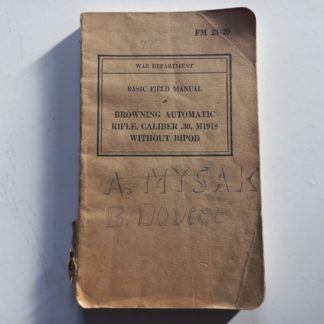 FM 23-20
WAR DEPARTMENT
BASIC FIELD MANUAL
BROWNING AUTOMATIC
RIFLE, CALIBER .30, M1918
WITHOUT BIPOD
A. MYSAK
B.